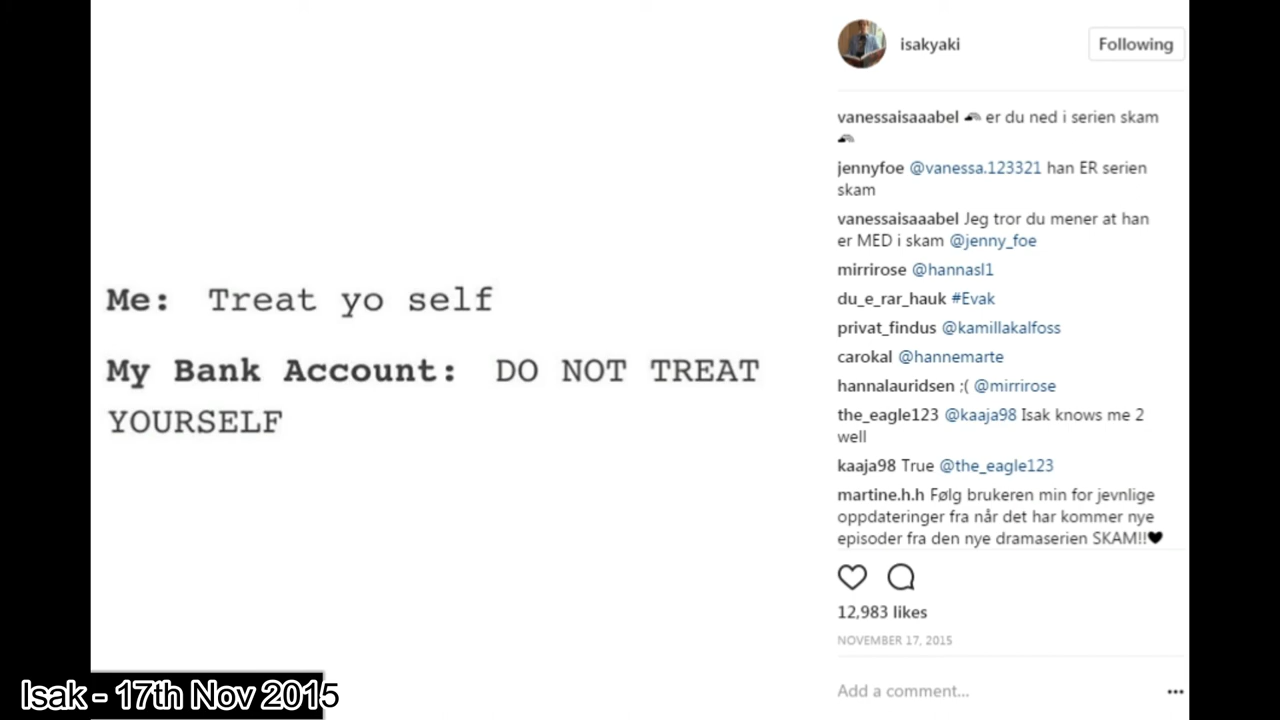 Me: Treat yo self
My Bank Account: DO NOT TREAT
YOURSELF
isakyaki
Following
vanessaisaaabel er du ned i serien skam
jennyfoe @vanessa.123321 han ER serien
skam
vanessaisaaabel Jeg tror du mener at han
er MED i skam @jenny_foe
mirrirose @hannasl1
du_e_rar_hauk #Evak
privat_findus @kamillakalfoss
carokal @hannemarte
hannalauridsen ;( @mirrirose
the_eagle123 @kaaja98 Isak knows me 2
well
kaaja98 True @the_eagle123
martine.h.h Følg brukeren min for jevnlige
oppdateringer fra når det har kommer nye
episoder fra den nye dramaserien SKAM!!♥
12,983 likes
NOVEMBER 17, 2015
Add a comment...
Isak - 17th Nov 2015